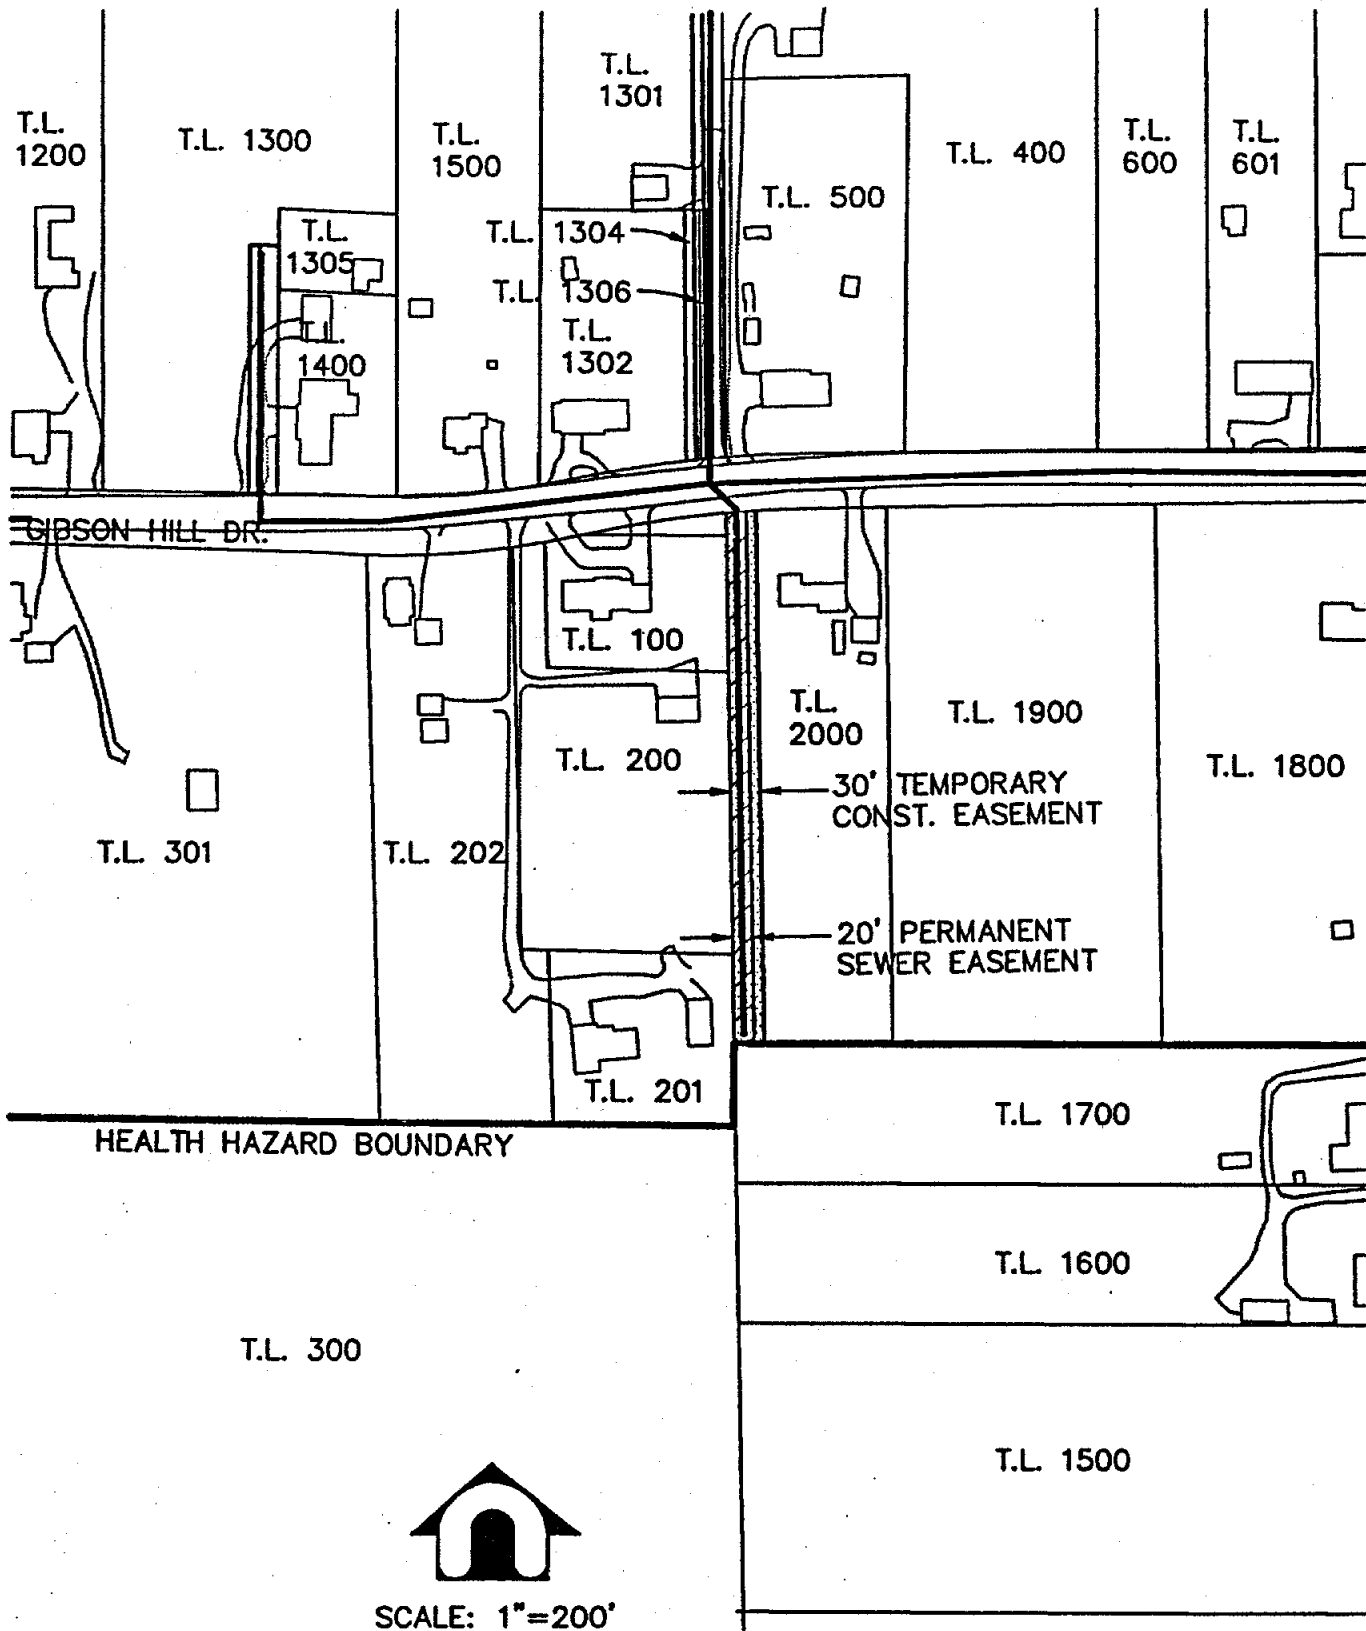 T.L.
1301
T.L.
1200
T.L. 1300
T.L.
1500
T.L. 400
T.L.
600
T.L.
601
T.L. 500
T.L.
1305
T.L. 1304
T.L. 1306
T.L.
1302
T.L.
1400
GIBSON HILL DR.
T.L. 100
T.L.
2000
T.L. 1900
T.L. 200
T.L. 1800
30' TEMPORARY
CONST. EASEMENT
T.L. 301
T.L. 202
20' PERMANENT
SEWER EASEMENT
T.L. 201
T.L. 1700
HEALTH HAZARD BOUNDARY
T.L. 1600
T.L. 300
T.L. 1500
SCALE: 1"=200'